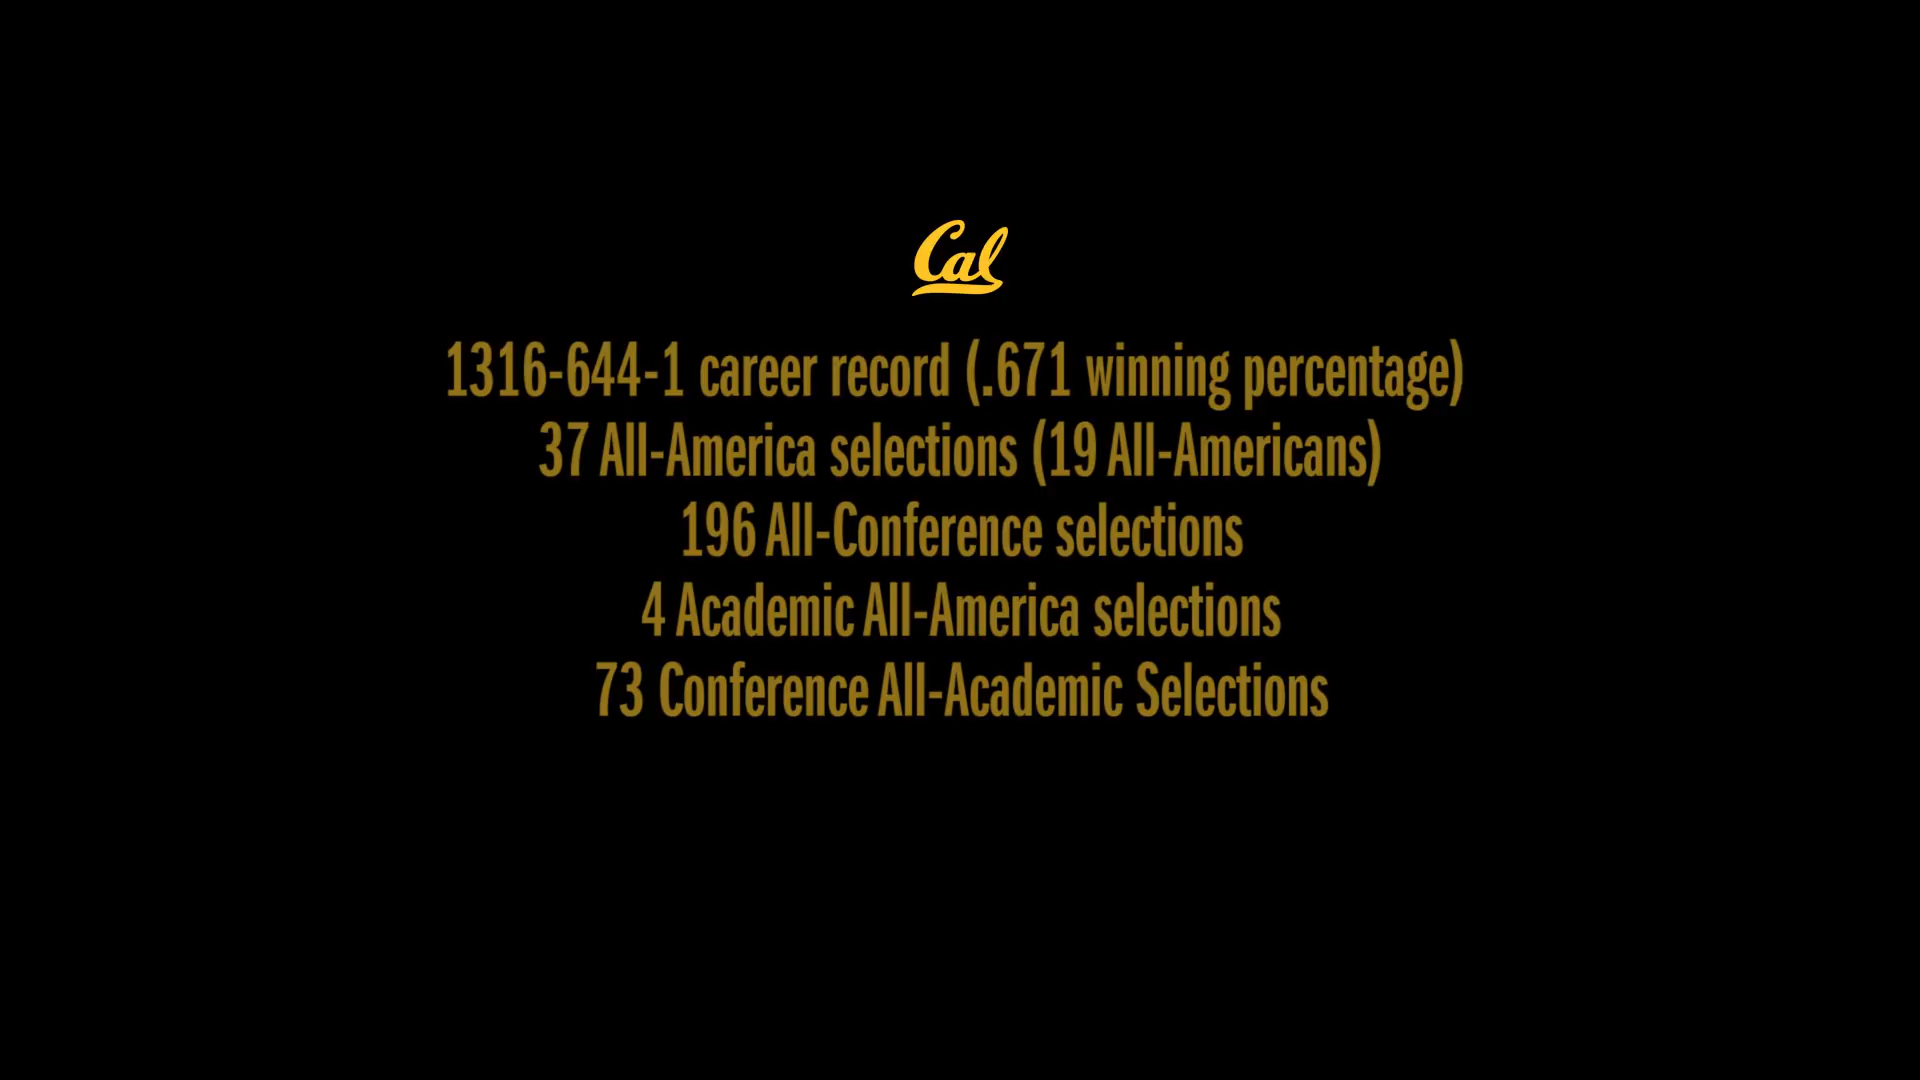 Cal
1316-644-1 career record (.671 winning percentage)
37 All-America selections (19 All-Americans)
196 All-Conference selections
4 Academic All-America selections
73 Conference All-Academic Selections